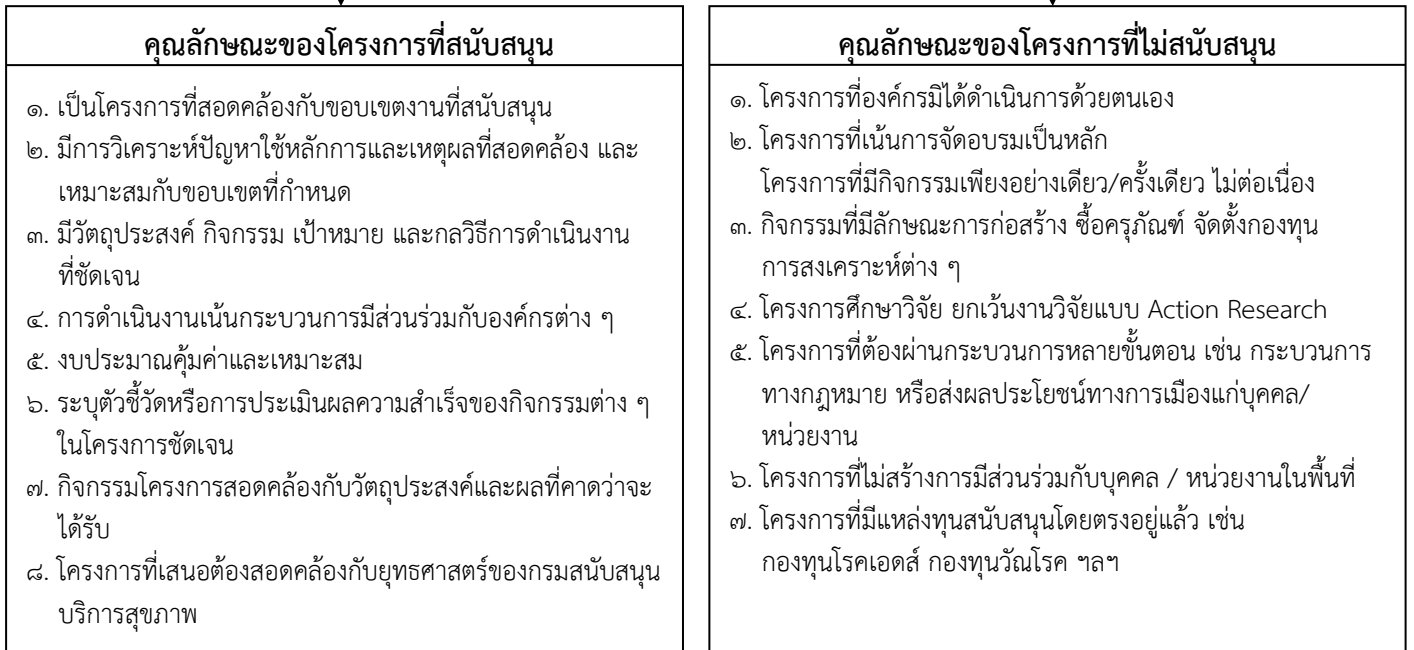 คุณลักษณะของโครงการที่สนับสนุน
๑. เป็นโครงการที่สอดคล้องกับขอบเขตงานที่สนับสนุน
๒. มีการวิเคราะห์ปัญหาใช้หลักการและเหตุผลที่สอดคล้อง และ
เหมาะสมกับขอบเขตที่กำหนด
๓. มีวัตถุประสงค์ กิจกรรม เป้าหมาย และกลวิธีการดำเนินงาน
ที่ชัดเจน
๔. การดำเนินงานเน้นกระบวนการมีส่วนร่วมกับองค์กรต่าง ๆ
๕. งบประมาณคุ้มค่าและเหมาะสม
๖. ระบุตัวชี้วัดหรือการประเมินผลความสำเร็จของกิจกรรมต่าง ๆ
ในโครงการชัดเจน
๗. กิจกรรมโครงการสอดคล้องกับวัตถุประสงค์และผลที่คาดว่าจะ
ได้รับ
๘. โครงการที่เสนอต้องสอดคล้องกับยุทธศาสตร์ของกรมสนับสนุน
บริการสุขภาพ
คุณลักษณะของโครงการที่ไม่สนับสนุน
๑. โครงการที่องค์กรมิได้ดำเนินการด้วยตนเอง
๒. โครงการที่เน้นการจัดอบรมเป็นหลัก
โครงการที่มีกิจกรรมเพียงอย่างเดียว/ครั้งเดียว ไม่ต่อเนื่อง
๓. กิจกรรมที่มีลักษณะการก่อสร้าง ซื้อครุภัณฑ์ จัดตั้งกองทุน
การสงเคราะห์ต่าง ๆ
๔. โครงการศึกษาวิจัย ยกเว้นงานวิจัยแบบ Action Research
๕. โครงการที่ต้องผ่านกระบวนการหลายขั้นตอน เช่น กระบวนการ
ทางกฎหมาย หรือส่งผลประโยชน์ทางการเมืองแก่บุคคล/
หน่วยงาน
๖. โครงการที่ไม่สร้างการมีส่วนร่วมกับบุคคล / หน่วยงานในพื้นที่
๗. โครงการที่มีแหล่งทุนสนับสนุนโดยตรงอยู่แล้ว เช่น
กองทุนโรคเอดส์ กองทุนวัณโรค ฯลฯ